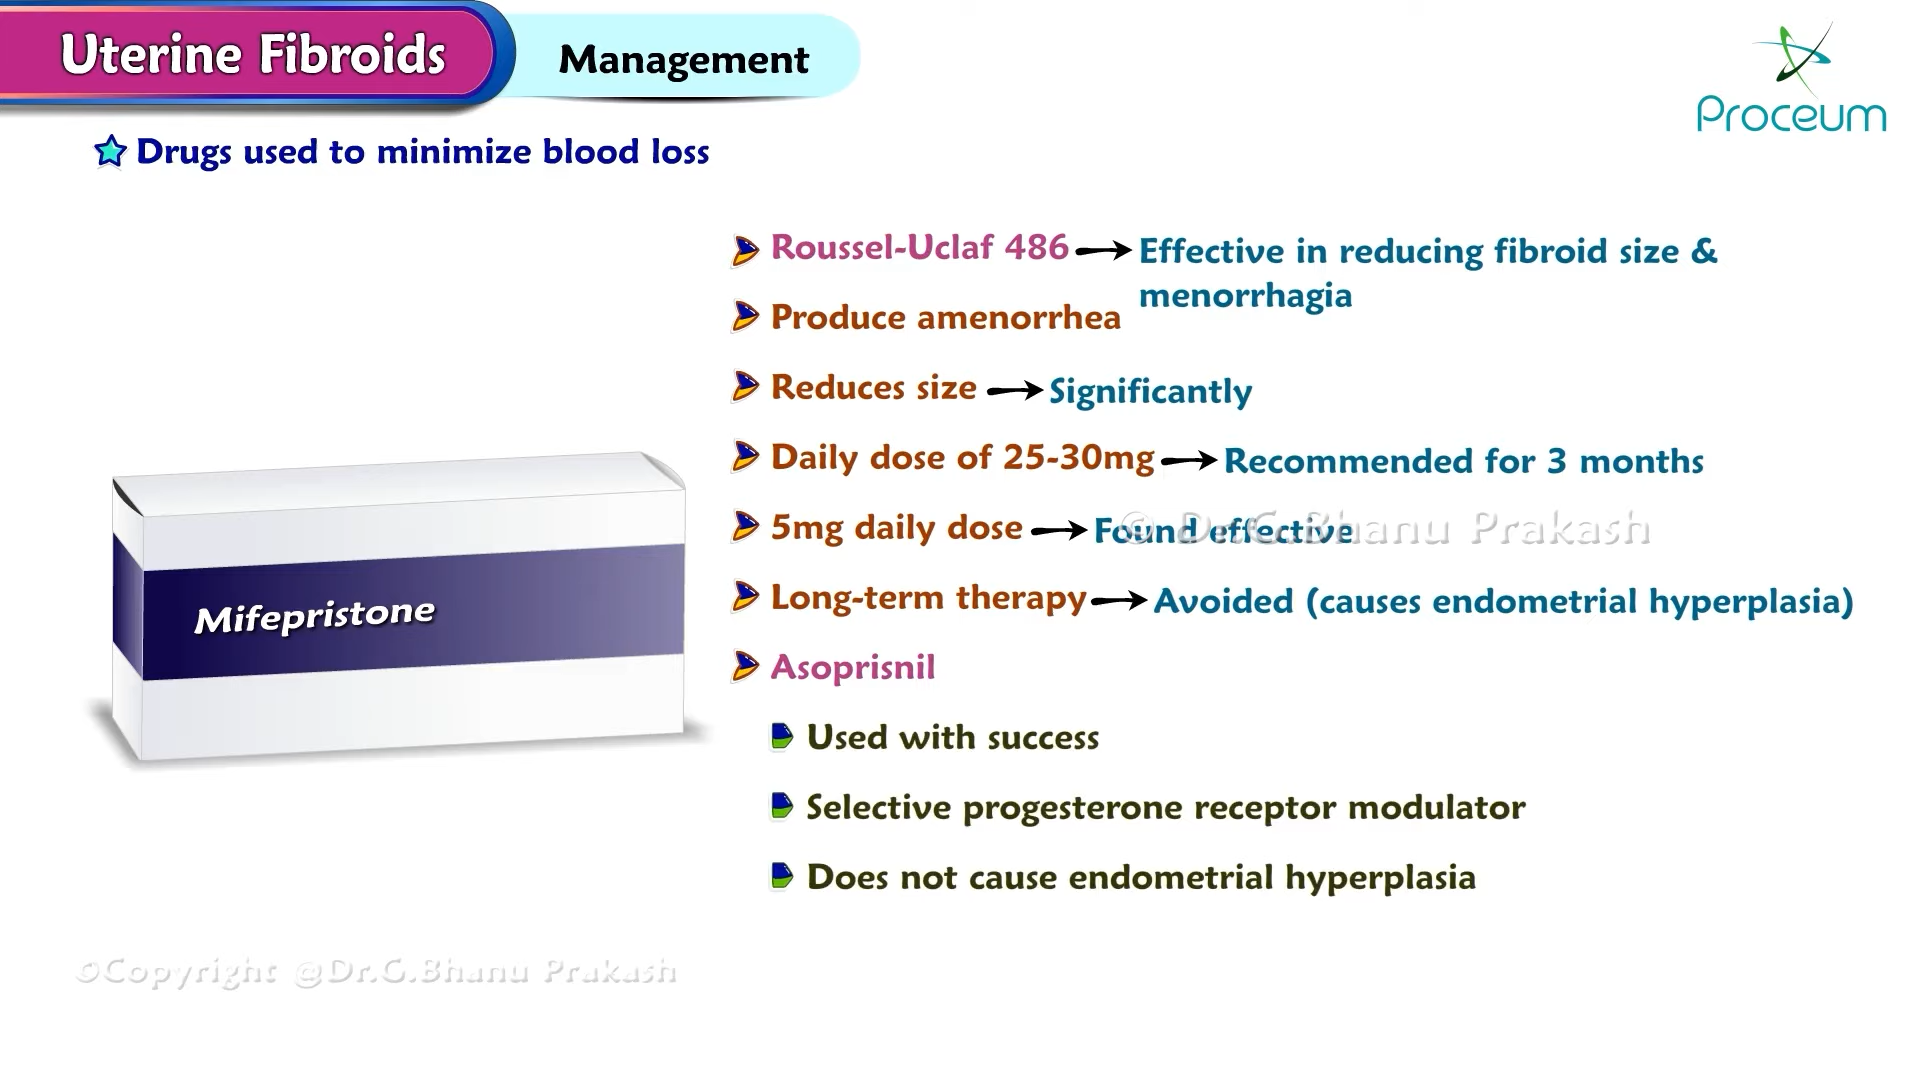 Uterine Fibroids
Management
Proceum
Drugs used to minimize blood loss
Roussel-Uclaf 486 → Effective in reducing fibroid size &
menorrhagia
Produce amenorrhea
Reduces size → Significantly
Daily dose of 25-30mg → Recommended for 3 months
5mg daily dose → Found effective
© Dr.G.Bhanu Prakash
Long-term therapy → Avoided (causes endometrial hyperplasia)
Mifepristone
Asoprisnil
Used with success
Selective progesterone receptor modulator
Does not cause endometrial hyperplasia
©Copyright @Dr.G.Bhanu Prakash